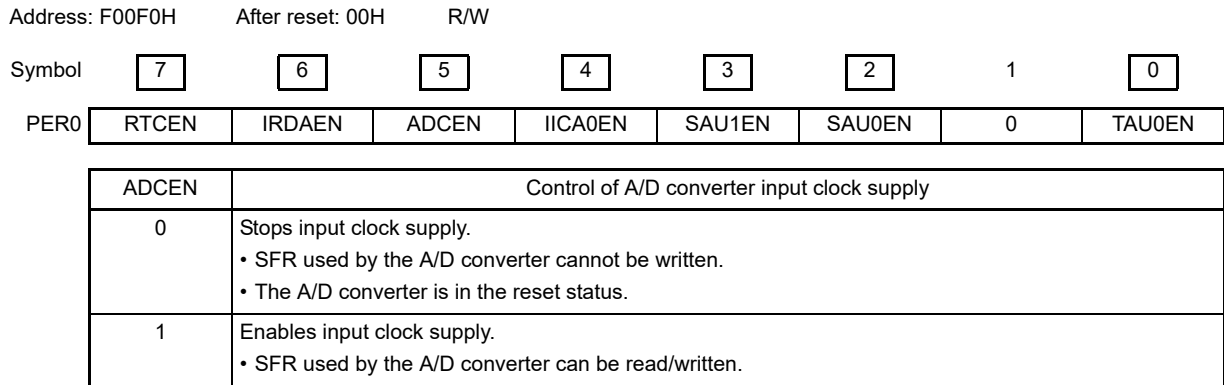 Address: F00F0H After reset: 00H R/W
Symbol 7 6 5 4 3 2 1 0
PER0 RTCEN IRDAEN ADCEN IICA0EN SAU1EN SAU0EN 0 TAU0EN
ADCEN Control of A/D converter input clock supply
0 Stops input clock supply.
• SFR used by the A/D converter cannot be written.
• The A/D converter is in the reset status.
1 Enables input clock supply.
• SFR used by the A/D converter can be read/written.